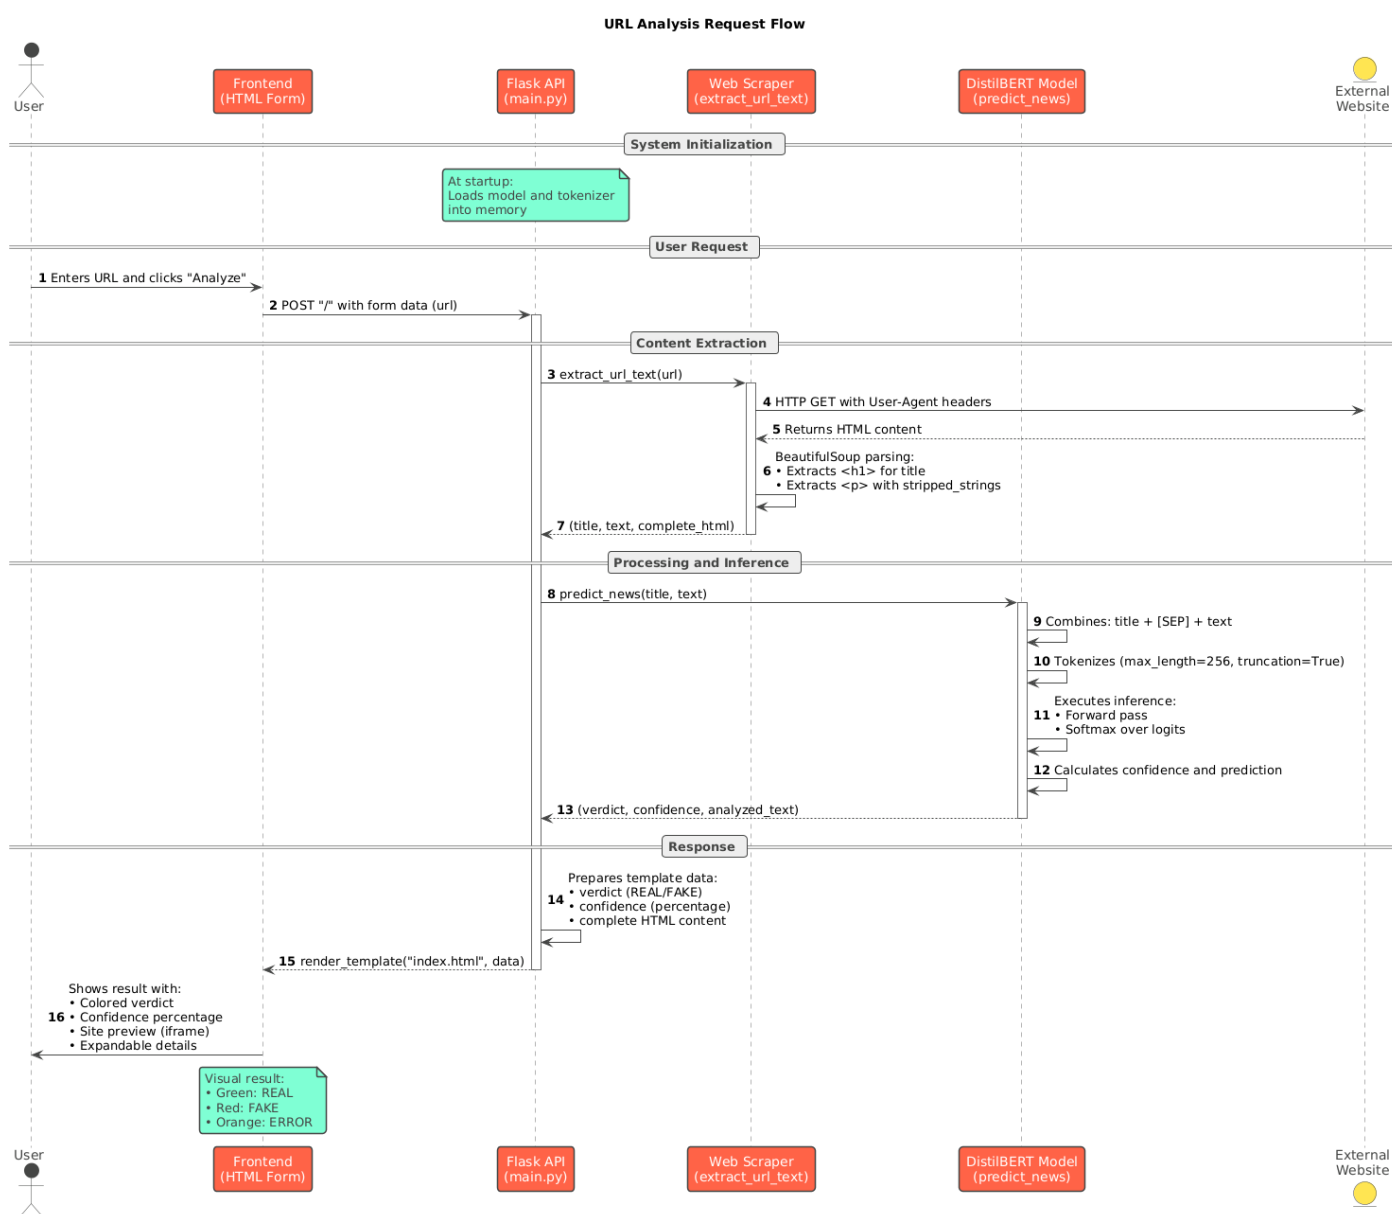 URL Analysis Request Flow
User
Frontend
(HTML Form)
Flask API
(main.py)
Web Scraper
(extract_url_text)
DistilBERT Model
(predict_news)
External
Website
System Initialization
At startup:
Loads model and tokenizer
into memory
User Request
1 Enters URL and clicks "Analyze"
2 POST "/" with form data (url)
Content Extraction
3 extract_url_text(url)
4 HTTP GET with User-Agent headers
5 Returns HTML content
BeautifulSoup parsing:
6 • Extracts <h1> for title
• Extracts <p> with stripped_strings
7 (title, text, complete_html)
Processing and Inference
8 predict_news(title, text)
9 Combines: title + [SEP] + text
10 Tokenizes (max_length=256, truncation=True)
Executes inference:
11 • Forward pass
• Softmax over logits
12 Calculates confidence and prediction
13 (verdict, confidence, analyzed_text)
Response
Prepares template data:
• verdict (REAL/FAKE)
14 • confidence (percentage)
• complete HTML content
15 render_template("index.html", data)
Shows result with:
• Colored verdict
16 • Confidence percentage
• Site preview (iframe)
• Expandable details
Visual result:
• Green: REAL
• Red: FAKE
• Orange: ERROR
User
Frontend
(HTML Form)
Flask API
(main.py)
Web Scraper
(extract_url_text)
DistilBERT Model
(predict_news)
External
Website